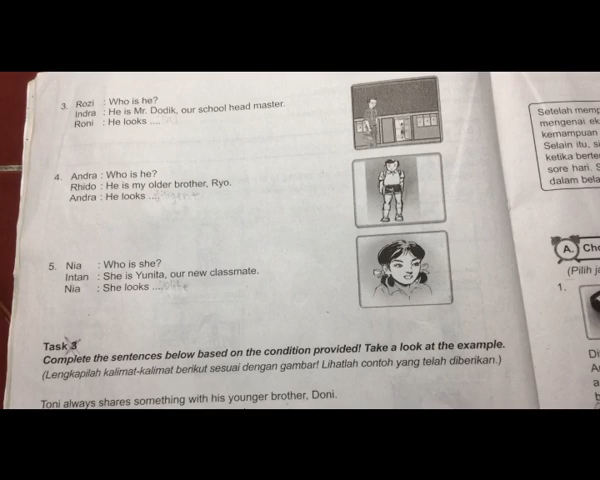 3. Rozi : Who is he?
Indra : He is Mr. Dodik, our school head master.
Roni : He looks ....
4. Andra : Who is he?
Rhido : He is my older brother, Ryo.
Andra : He looks ....
5. Nia : Who is she?
Intan : She is Yunita, our new classmate.
Nia : She looks ....
Task 3
Complete the sentences below based on the condition provided! Take a look at the example.
(Lengkapilah kalimat-kalimat berikut sesuai dengan gambar! Lihatlah contoh yang telah diberikan.)
Toni always shares something with his younger brother, Doni.
Setelah memp
mengenai ek
kemampuan
Selain itu, si
ketika berte
sore hari. S
dalam bela
A. Cho
(Pilih ja
1.
Di
A
a
b